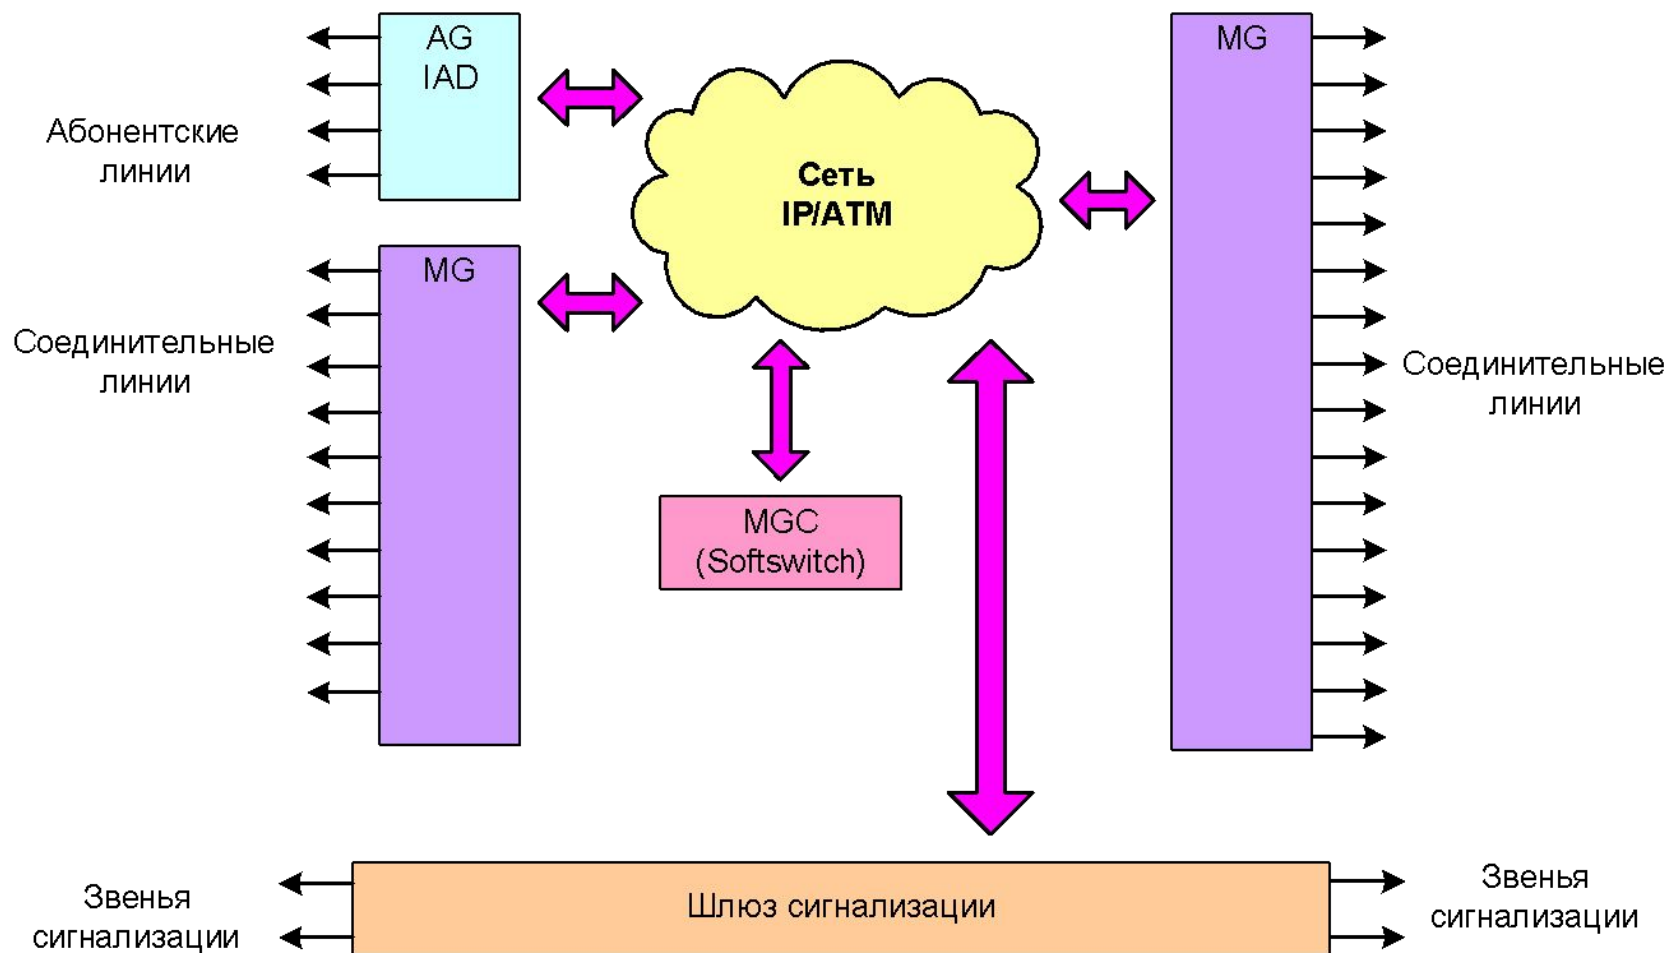 AG
IAD
MG
Абонентские
линии
Сеть
IP/ATM
MG
Соединительные
линии
Соединительные
линии
MGC
(Softswitch)
Звенья
сигнализации
Шлюз сигнализации
Звенья
сигнализации